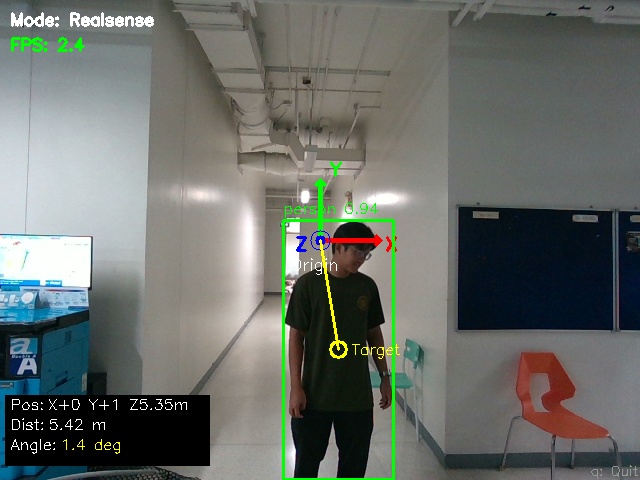 Mode: Realsense
FPS: 2.4
Y
person 0.94
Z
X
Origin
Target
Double A
A
Pos: X+0 Y+1 Z5.35m
Dist: 5.42 m
Angle: 1.4 deg
q: Quit